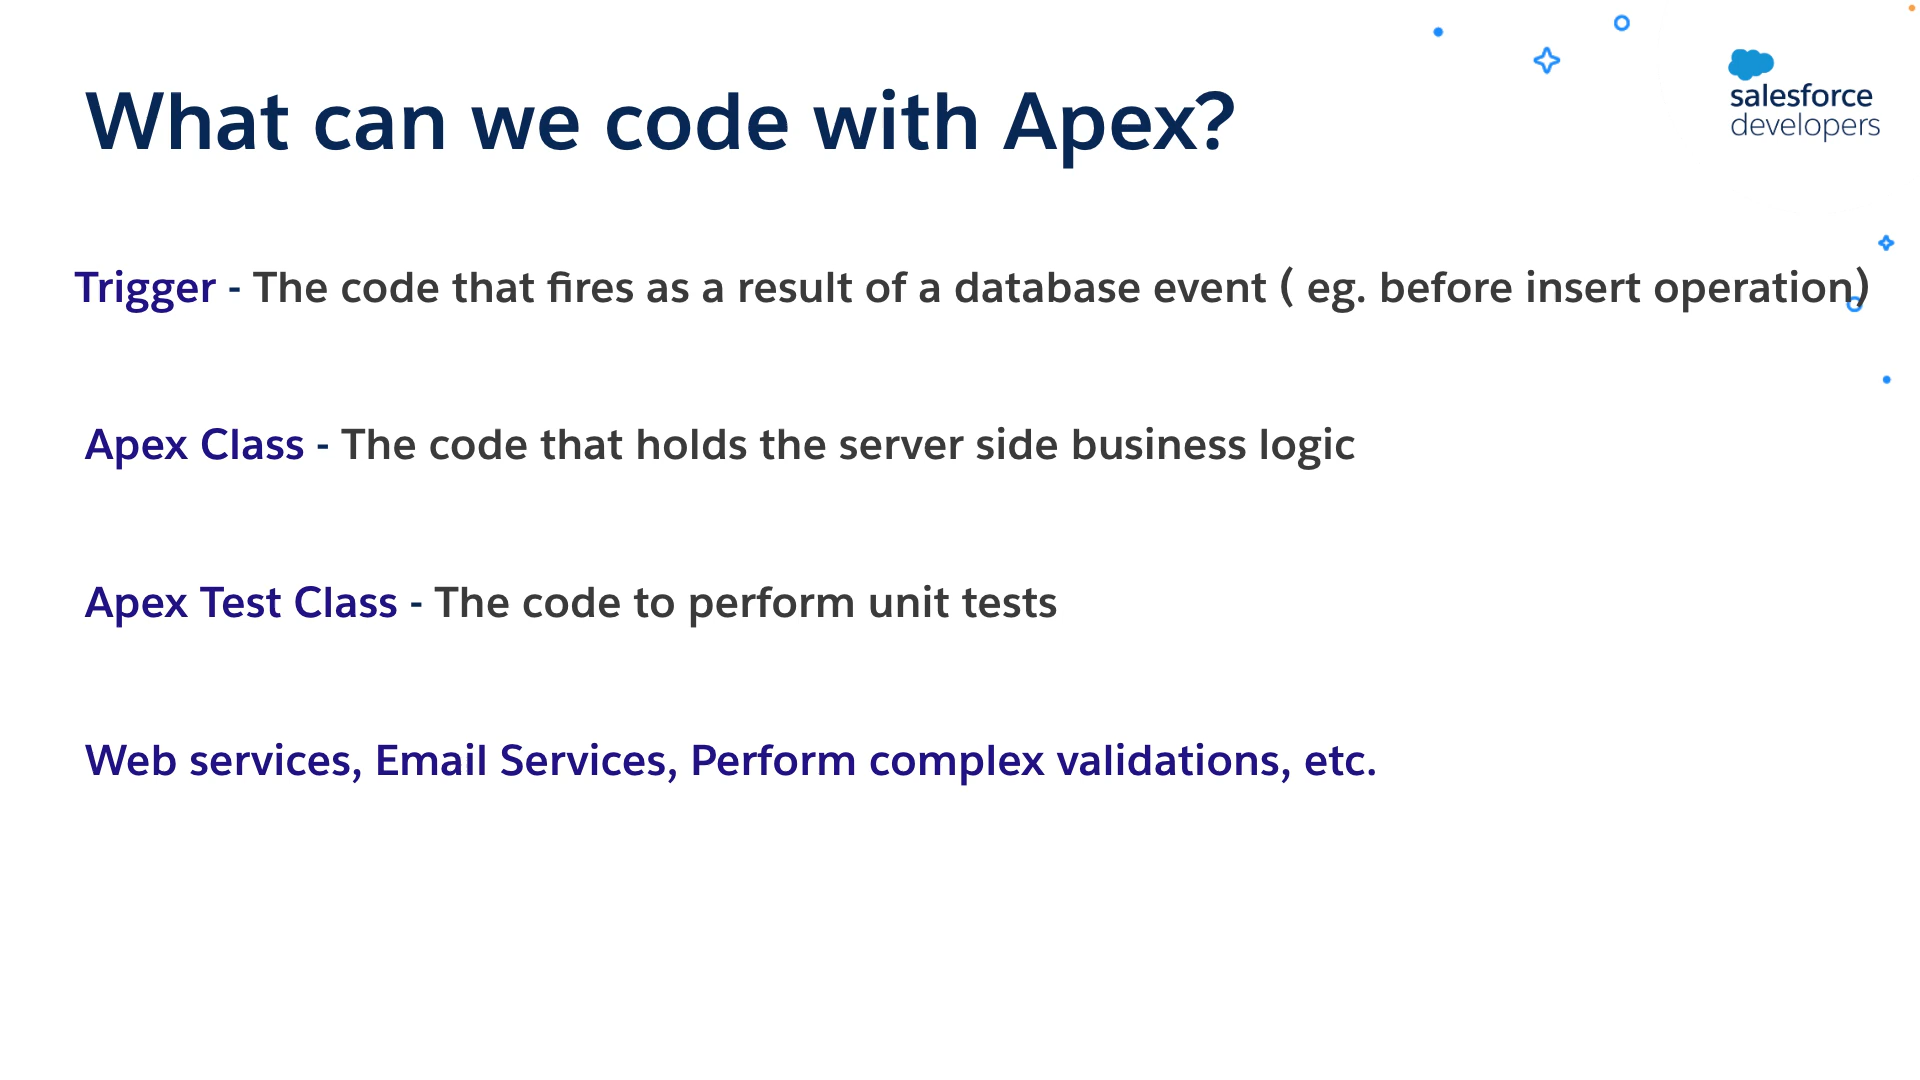 What can we code with Apex?
salesforce
developers
Trigger - The code that fires as a result of a database event ( eg. before insert operation)
Apex Class - The code that holds the server side business logic
Apex Test Class - The code to perform unit tests
Web services, Email Services, Perform complex validations, etc.